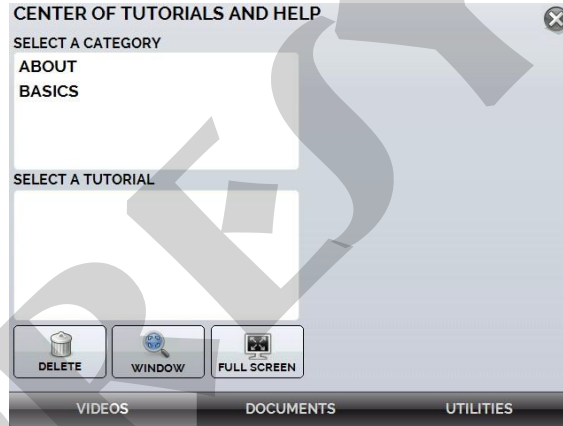 CENTER OF TUTORIALS AND HELP
SELECT A CATEGORY
ABOUT
BASICS
SELECT A TUTORIAL
DELETE
WINDOW
FULL SCREEN
VIDEOS
DOCUMENTS
UTILITIES